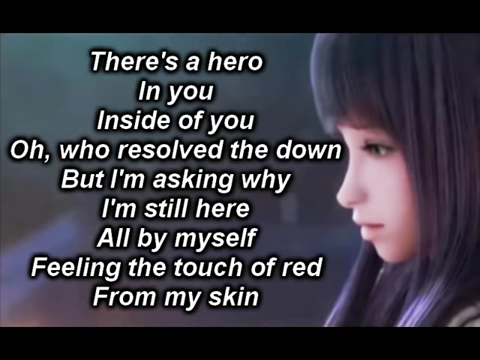 There's a hero
In you
Inside of you
Oh, who resolved the down
But I'm asking why
I'm still here
All by myself
Feeling the touch of red
From my skin